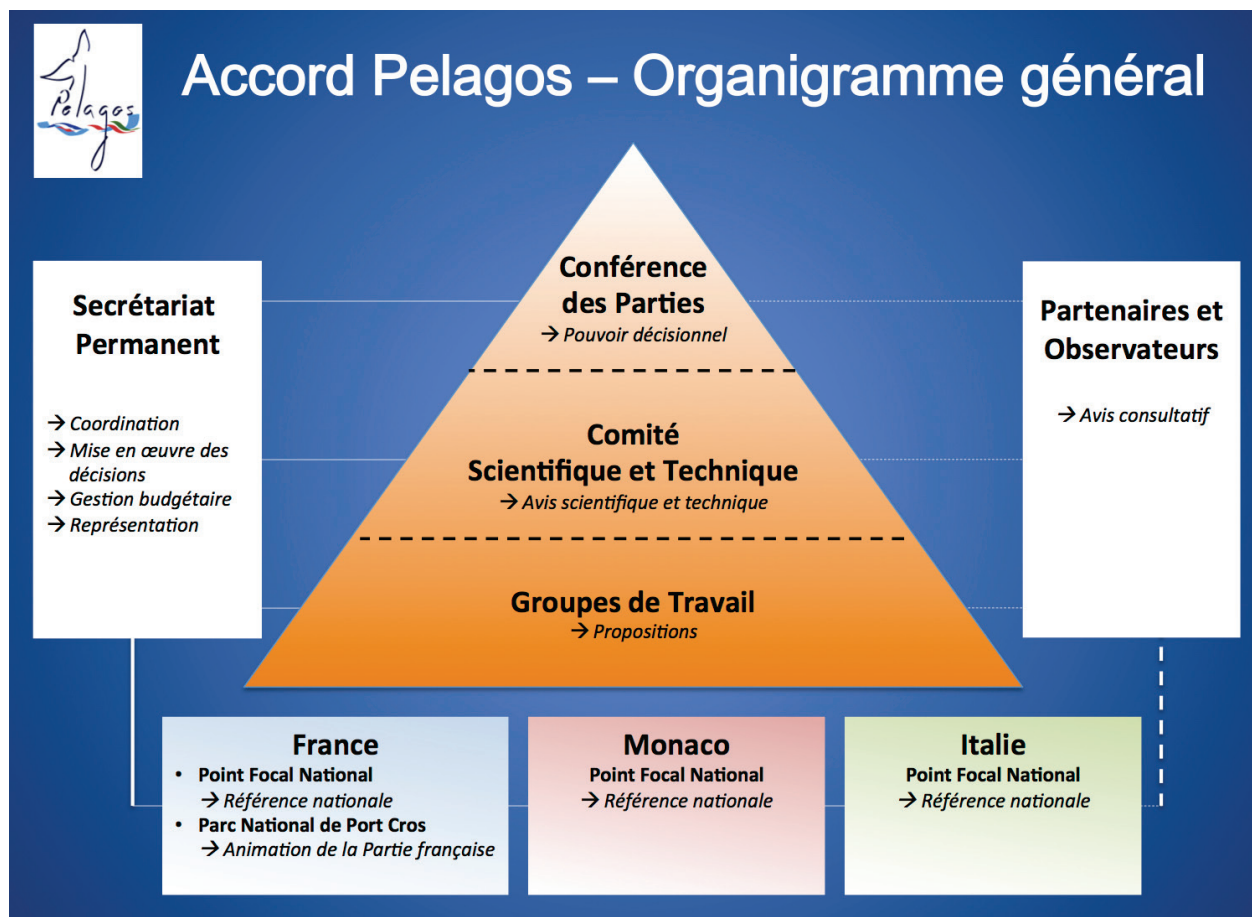 Pelagos
Accord Pelagos – Organigramme général
Secrétariat
Permanent
→ Coordination
→ Mise en œuvre des
décisions
→ Gestion budgétaire
→ Représentation
Conférence
des Parties
→ Pouvoir décisionnel
Comité
Scientifique et Technique
→ Avis scientifique et technique
Groupes de Travail
→ Propositions
Partenaires et
Observateurs
→ Avis consultatif
France
• Point Focal National
→ Référence nationale
• Parc National de Port Cros
→ Animation de la Partie française
Monaco
Point Focal National
→ Référence nationale
Italie
Point Focal National
→ Référence nationale